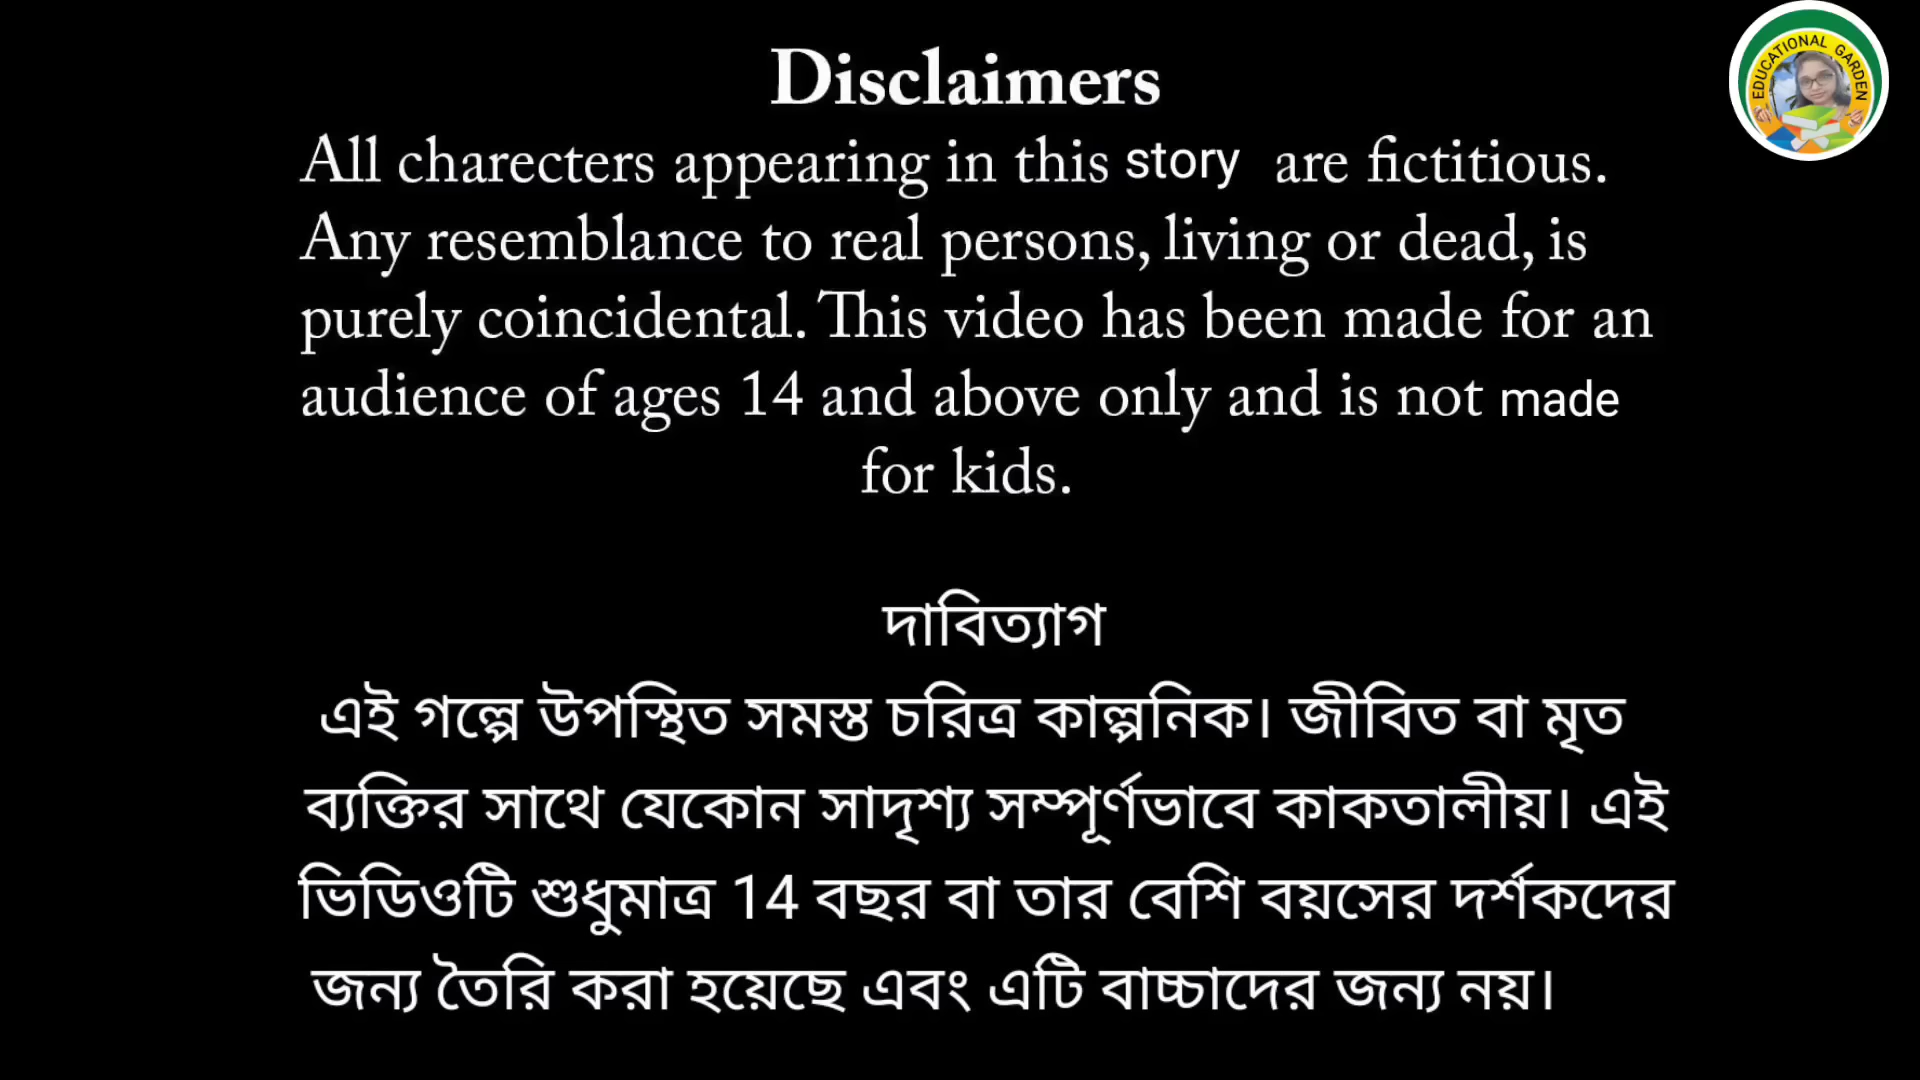 EDUCATIONAL GARDEN
Disclaimers
All charecters appearing in this story are fictitious.
Any resemblance to real persons, living or dead, is
purely coincidental. This video has been made for an
audience of ages 14 and above only and is not made
for kids.
দাবিত্যাগ
এই গল্পে উপস্থিত সমস্ত চরিত্র কাল্পনিক। জীবিত বা মৃত
ব্যক্তির সাথে যেকোন সাদৃশ্য সম্পূর্ণভাবে কাকতালীয়। এই
ভিডিওটি শুধুমাত্র 14 বছর বা তার বেশি বয়সের দর্শকদের
জন্য তৈরি করা হয়েছে এবং এটি বাচ্চাদের জন্য নয়।